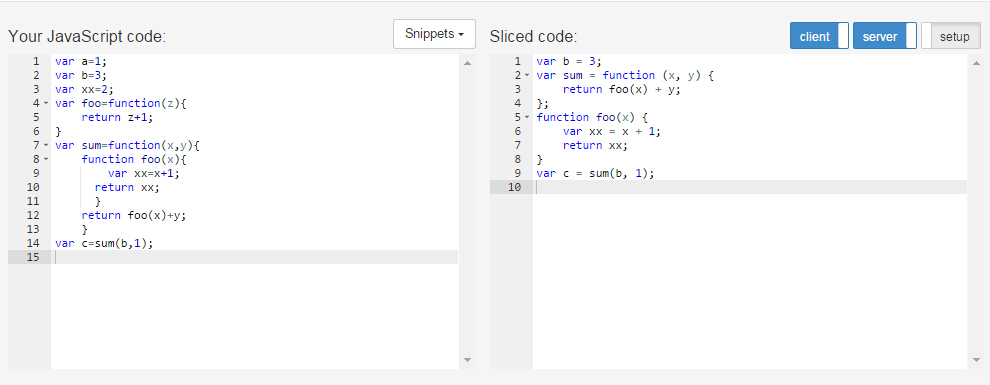 Your JavaScript code:
Snippets
1 var a=1;
2 var b=3;
3 var xx=2;
4 var foo=function(z){
5     return z+1;
6 }
7 var sum=function(x,y){
8     function foo(x){
9         var xx=x+1;
10       return xx;
11       }
12     return foo(x)+y;
13     }
14 var c=sum(b,1);
15
Sliced code:
client server setup
1 var b = 3;
2 var sum = function (x, y) {
3     return foo(x) + y;
4 };
5 function foo(x) {
6     var xx = x + 1;
7     return xx;
8 }
9 var c = sum(b, 1);
10